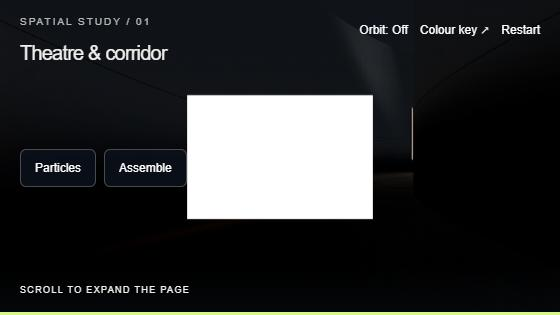 SPATIAL STUDY / 01
Orbit: Off Colour key ↗ Restart
Theatre & corridor
Particles Assemble
SCROLL TO EXPAND THE PAGE